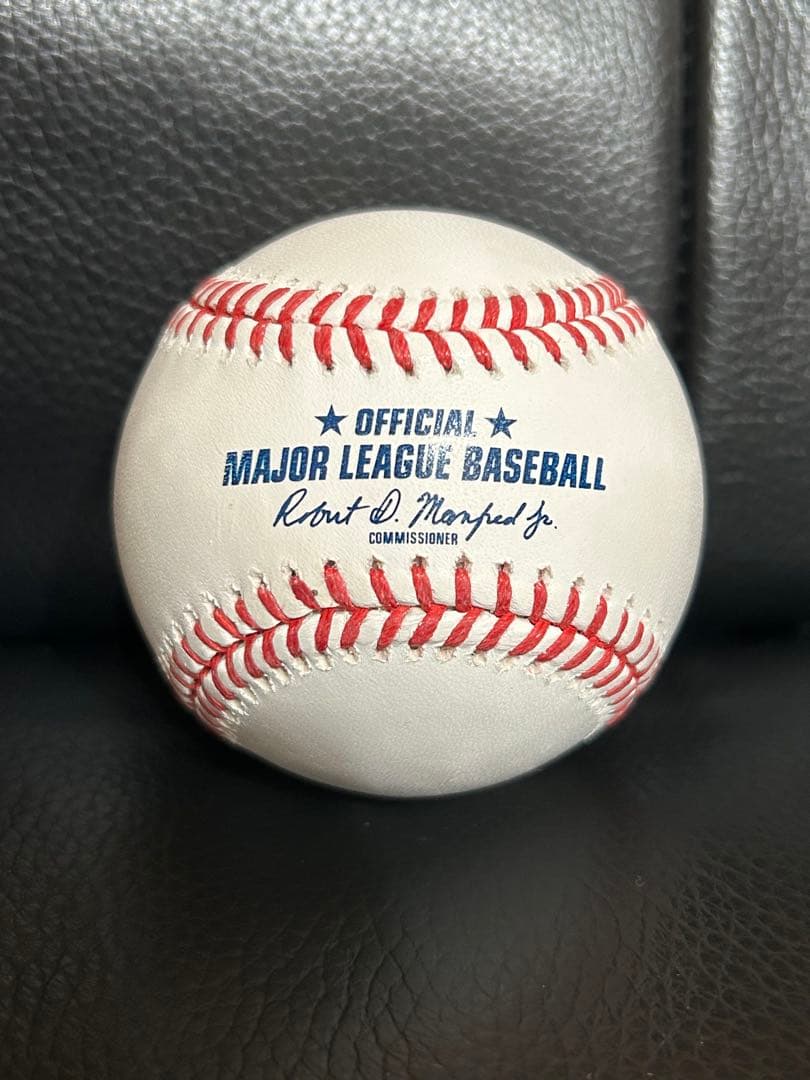 ★ OFFICIAL ★
MAJOR LEAGUE BASEBALL
Robert D. Manfred Jr.
COMMISSIONER